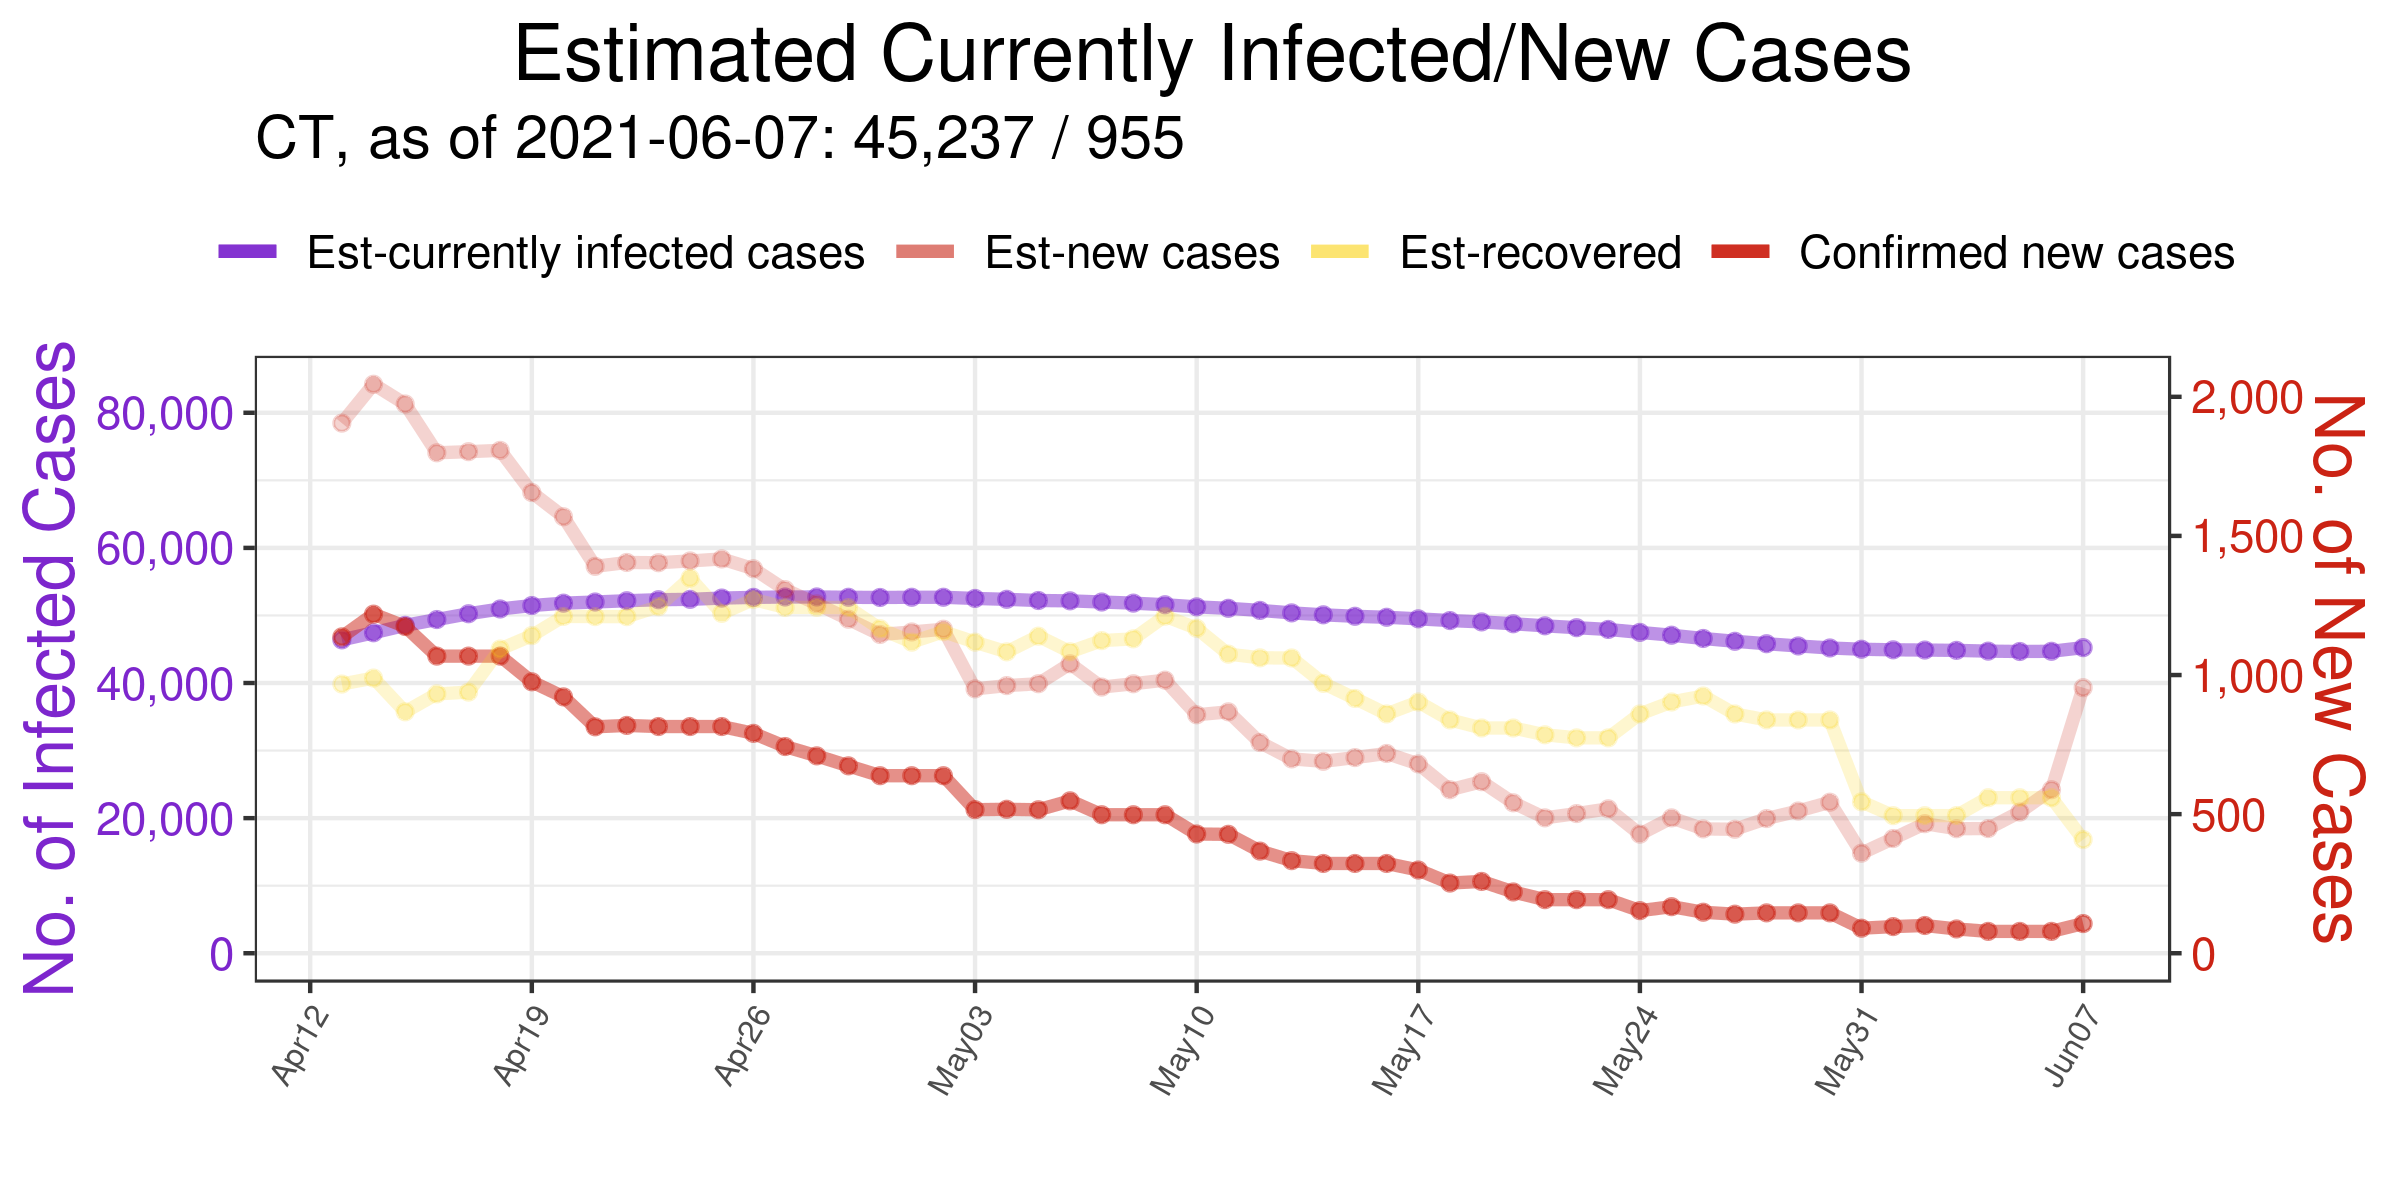 Estimated Currently Infected/New Cases
CT, as of 2021-06-07: 45,237 / 955
Est-currently infected cases
Est-new cases
Est-recovered
Confirmed new cases
No. of Infected Cases
80,000
60,000
40,000
20,000
0
2,000
1,500
1,000
500
0
No. of New Cases
Apr12
Apr19
Apr26
May03
May10
May17
May24
May31
Jun07